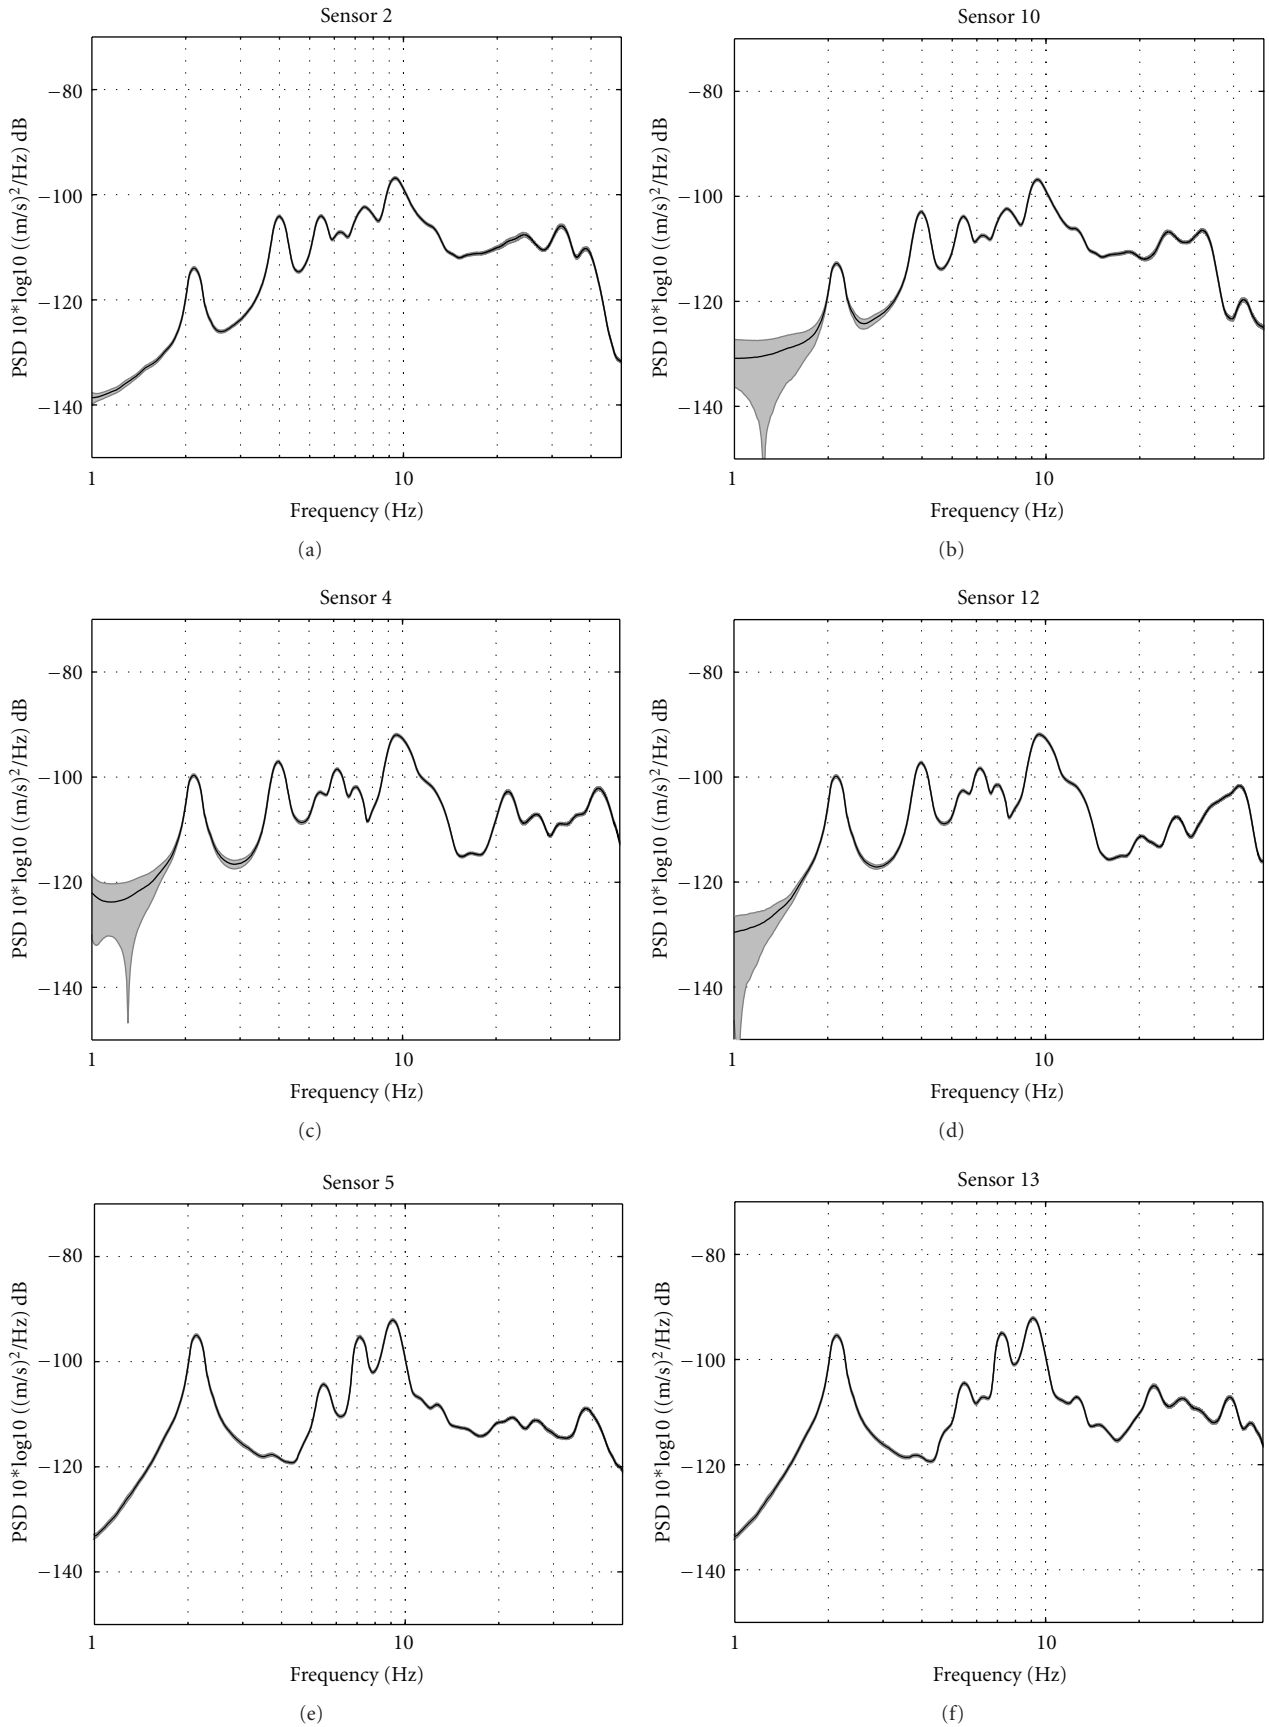 Sensor 2
PSD 10*log10 ((m/s)²/Hz) dB
−80
−100
−120
−140
1
10
Frequency (Hz)
(a)
Sensor 10
PSD 10*log10 ((m/s)²/Hz) dB
−80
−100
−120
−140
1
10
Frequency (Hz)
(b)
Sensor 4
PSD 10*log10 ((m/s)²/Hz) dB
−80
−100
−120
−140
1
10
Frequency (Hz)
(c)
Sensor 12
PSD 10*log10 ((m/s)²/Hz) dB
−80
−100
−120
−140
1
10
Frequency (Hz)
(d)
Sensor 5
PSD 10*log10 ((m/s)²/Hz) dB
−80
−100
−120
−140
1
10
Frequency (Hz)
(e)
Sensor 13
PSD 10*log10 ((m/s)²/Hz) dB
−80
−100
−120
−140
1
10
Frequency (Hz)
(f)